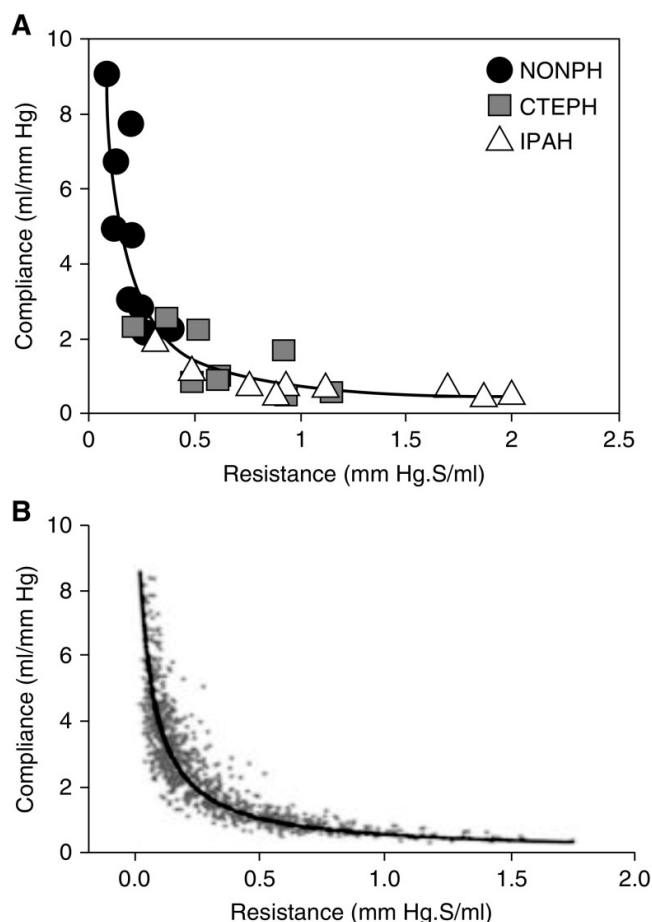 A
10
8
6
4
2
0
Compliance (ml/mm Hg)
NONPH
CTEPH
IPAH
0 0.5 1 1.5 2 2.5
Resistance (mm Hg.S/ml)
B
10
8
6
4
2
0
Compliance (ml/mm Hg)
0.0 0.5 1.0 1.5 2.0
Resistance (mm Hg.S/ml)